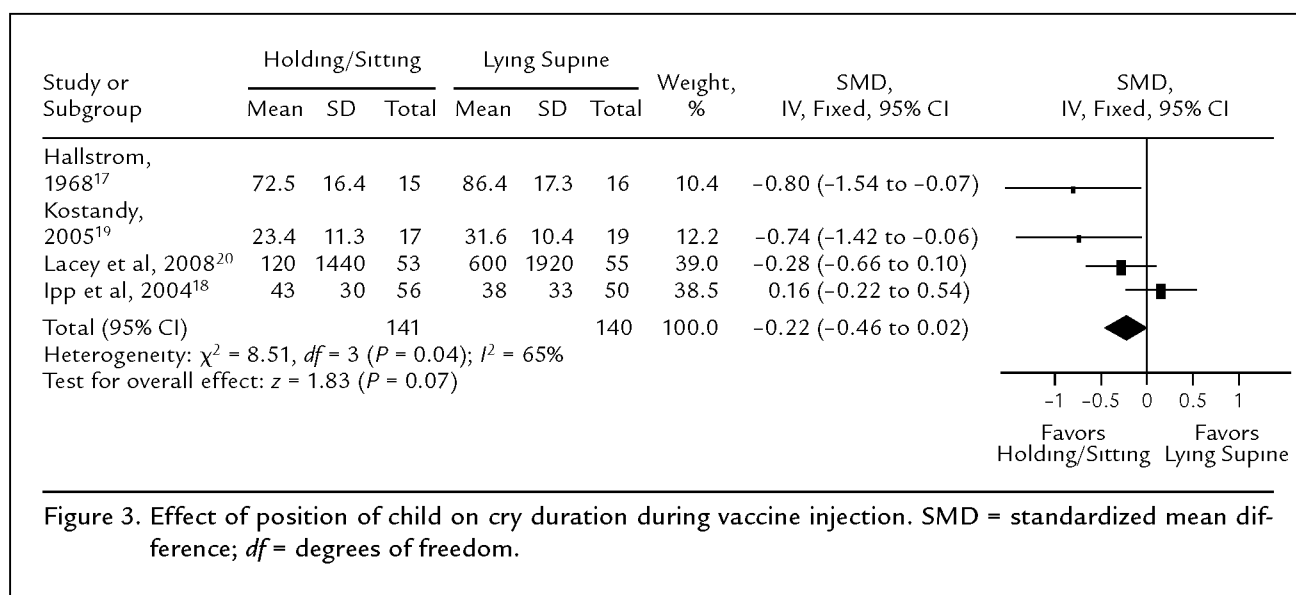 Holding/Sitting Lying Supine
Study or Subgroup Mean SD Total Mean SD Total Weight, % SMD, IV, Fixed, 95% CI SMD, IV, Fixed, 95% CI
Hallstrom,
1968¹⁷ 72.5 16.4 15 86.4 17.3 16 10.4 −0.80 (−1.54 to −0.07)
Kostandy,
2005¹⁹ 23.4 11.3 17 31.6 10.4 19 12.2 −0.74 (−1.42 to −0.06)
Lacey et al, 2008²⁰ 120 1440 53 600 1920 55 39.0 −0.28 (−0.66 to 0.10)
Ipp et al, 2004¹⁸ 43 30 56 38 33 50 38.5 0.16 (−0.22 to 0.54)
Total (95% CI) 141 140 100.0 −0.22 (−0.46 to 0.02)
Heterogeneity: χ² = 8.51, df = 3 (P = 0.04); I² = 65%
Test for overall effect: z = 1.83 (P = 0.07)
−1 −0.5 0 0.5 1
Favors Holding/Sitting Favors Lying Supine
Figure 3. Effect of position of child on cry duration during vaccine injection. SMD = standardized mean dif-
ference; df = degrees of freedom.